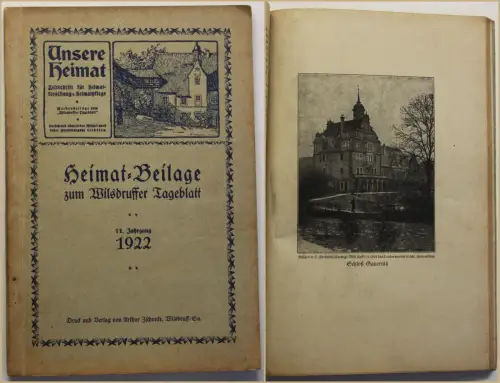 Unsere
Heimat
Zeitschrift für Heimat-
forschung u. Heimatpflege
Heimat-Beilage
zum Wilsdruffer Tageblatt
11. Jahrgang
1922
Druck und Verlag von Arthur Zschunke, Wilsdruff-Sa.
Schloß Gauernitz